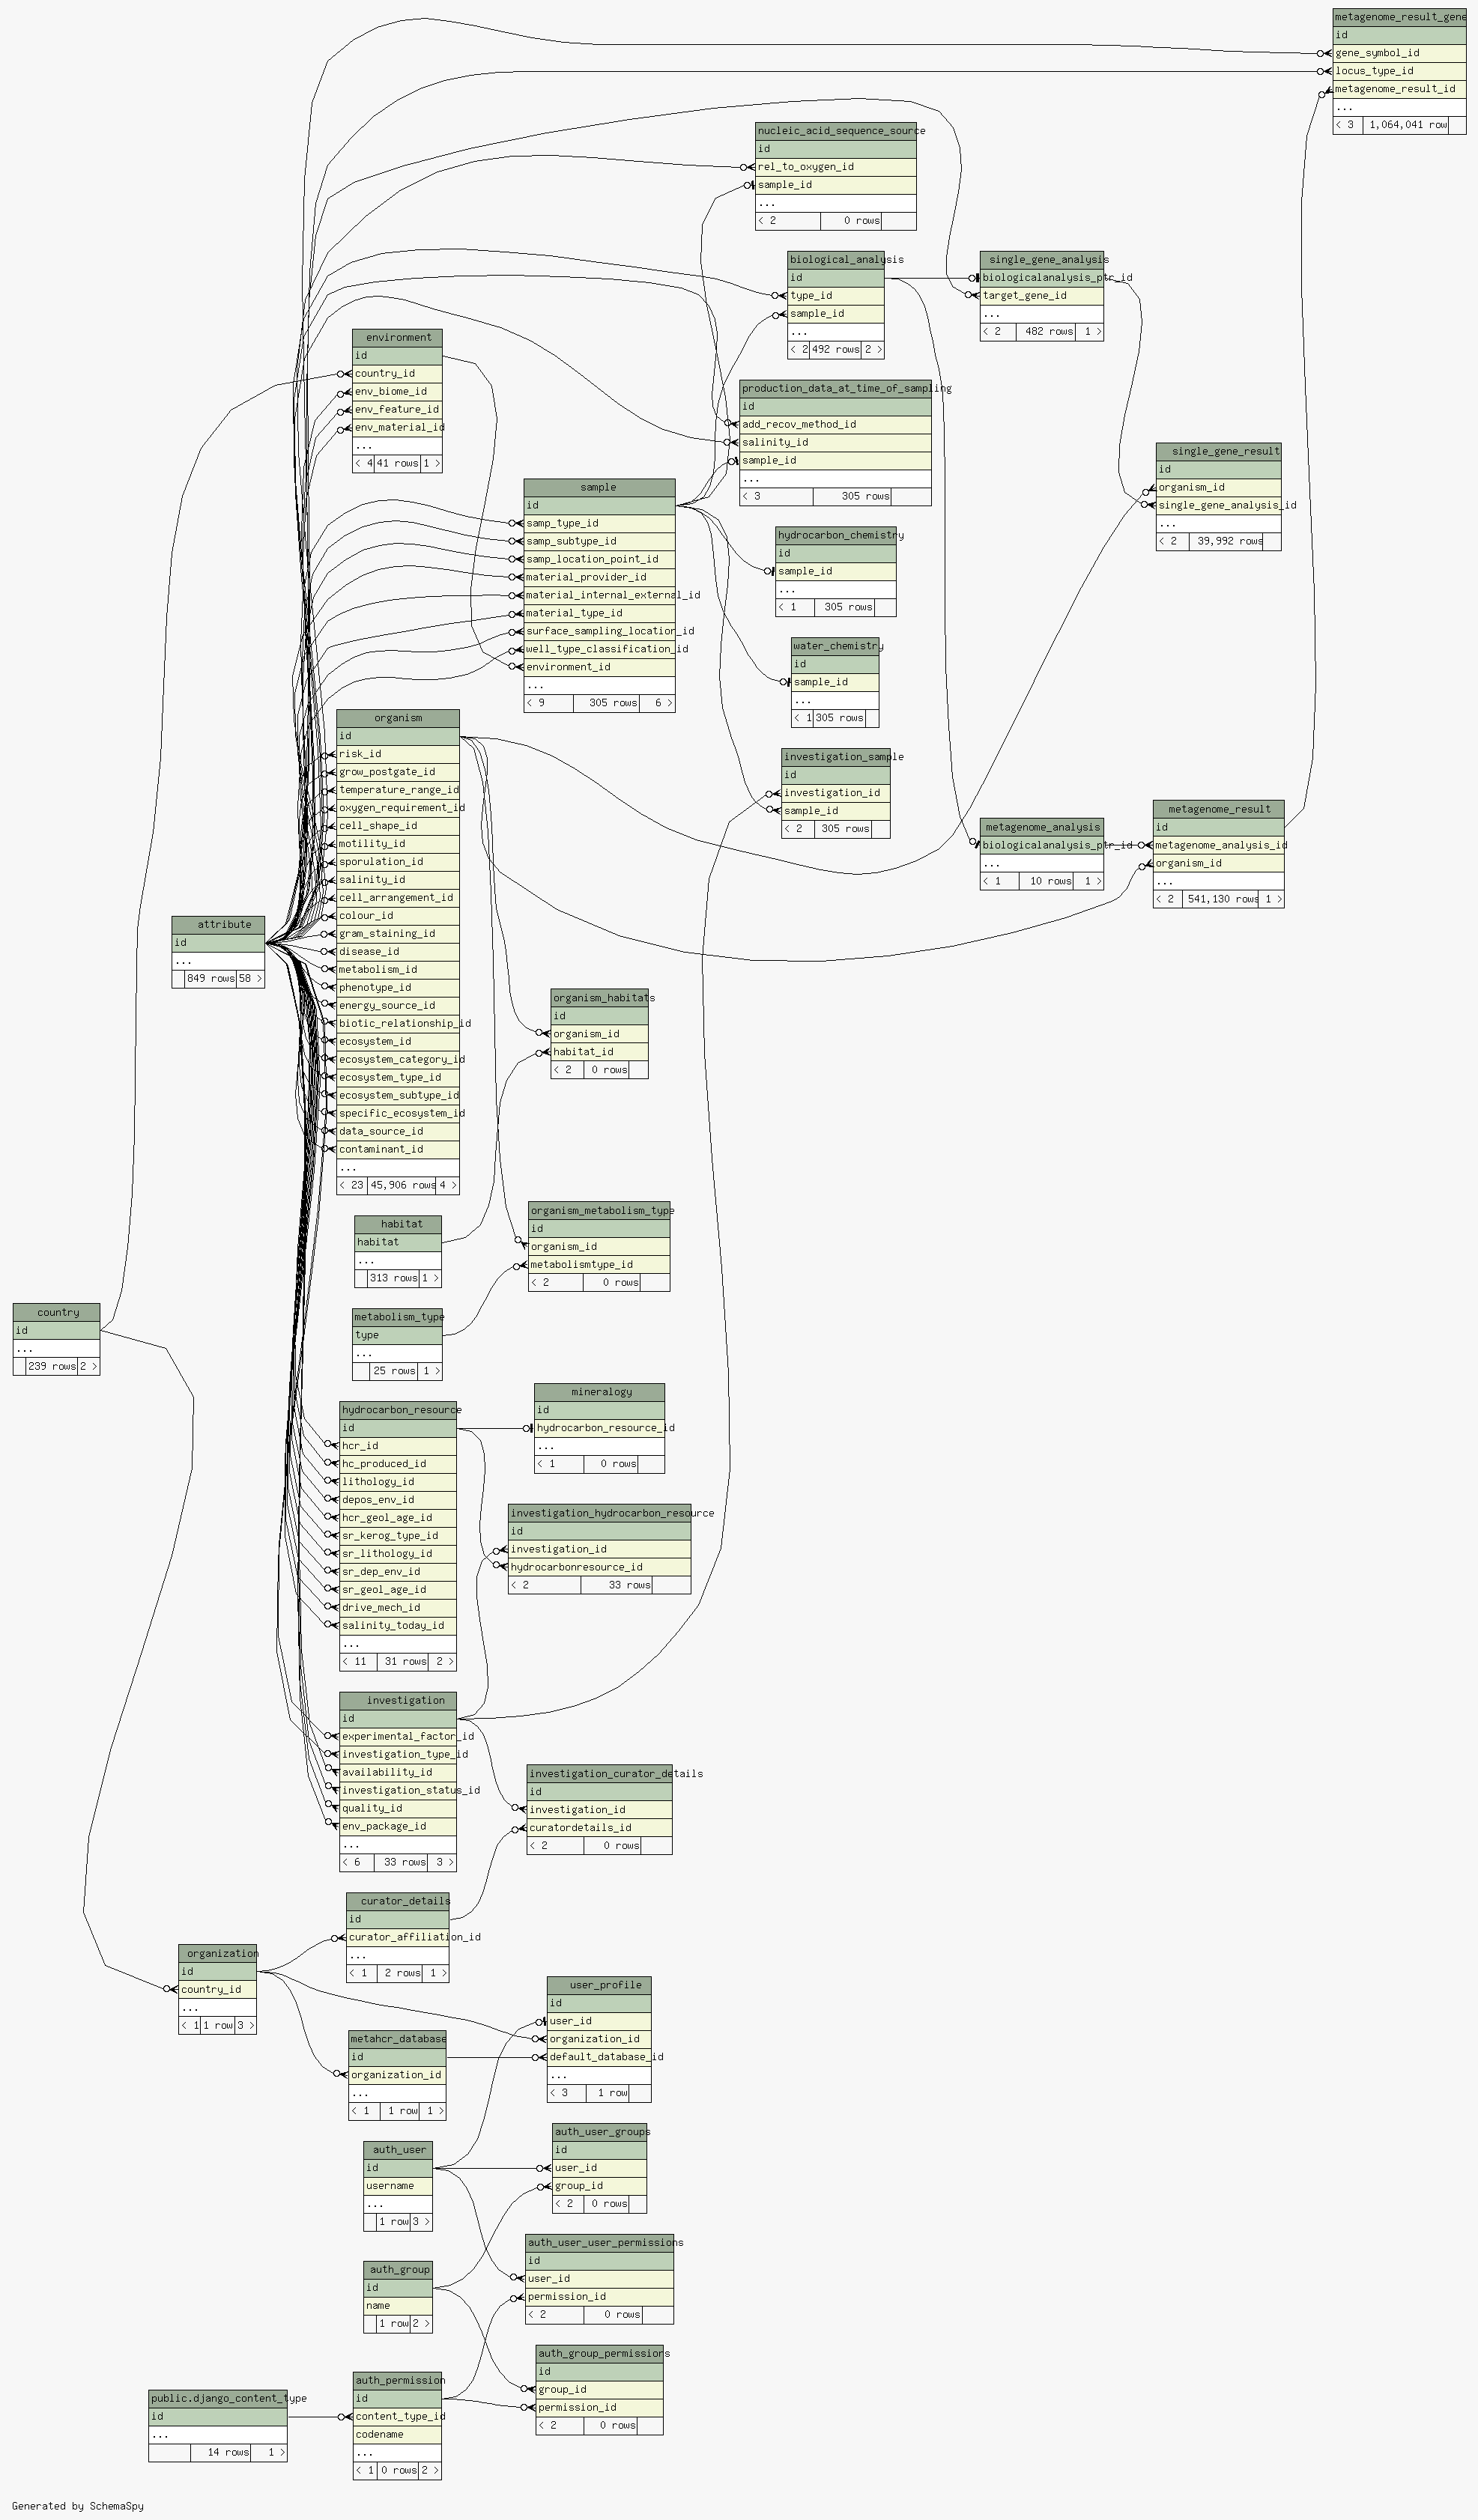 metagenome_result_gene
id
gene_symbol_id
locus_type_id
metagenome_result_id
...
< 3 1,064,041 row
nucleic_acid_sequence_source
id
rel_to_oxygen_id
sample_id
...
< 2 0 rows
biological_analysis
id
type_id
sample_id
...
< 2 492 rows 2 >
single_gene_analysis
biologicalanalysis_ptr_id
target_gene_id
...
< 2 482 rows 1 >
environment
id
country_id
env_biome_id
env_feature_id
env_material_id
...
< 4 41 rows 1 >
production_data_at_time_of_sampling
id
add_recov_method_id
salinity_id
sample_id
...
< 3 305 rows
single_gene_result
id
organism_id
single_gene_analysis_id
...
< 2 39,992 rows
sample
id
samp_type_id
samp_subtype_id
samp_location_point_id
material_provider_id
material_internal_external_id
material_type_id
surface_sampling_location_id
well_type_classification_id
environment_id
...
< 9 305 rows 6 >
hydrocarbon_chemistry
id
sample_id
...
< 1 305 rows
water_chemistry
id
sample_id
...
< 1 305 rows
investigation_sample
id
investigation_id
sample_id
< 2 305 rows
metagenome_analysis
biologicalanalysis_ptr_id
...
< 1 10 rows 1 >
metagenome_result
id
metagenome_analysis_id
organism_id
...
< 2 541,130 rows 1 >
organism
id
risk_id
grow_postgate_id
temperature_range_id
oxygen_requirement_id
cell_shape_id
motility_id
sporulation_id
salinity_id
cell_arrangement_id
colour_id
gram_staining_id
disease_id
metabolism_id
phenotype_id
energy_source_id
biotic_relationship_id
ecosystem_id
ecosystem_category_id
ecosystem_type_id
ecosystem_subtype_id
specific_ecosystem_id
data_source_id
contaminant_id
...
< 23 45,906 rows 4 >
attribute
id
...
849 rows 58 >
organism_habitats
id
organism_id
habitat_id
< 2 0 rows
habitat
habitat
...
313 rows 1 >
organism_metabolism_type
id
organism_id
metabolismtype_id
< 2 0 rows
metabolism_type
type
...
25 rows 1 >
country
id
...
239 rows 2 >
hydrocarbon_resource
id
hcr_id
hc_produced_id
lithology_id
depos_env_id
hcr_geol_age_id
sr_kerog_type_id
sr_lithology_id
sr_dep_env_id
sr_geol_age_id
drive_mech_id
salinity_today_id
...
< 11 31 rows 2 >
mineralogy
id
hydrocarbon_resource_id
...
< 1 0 rows
investigation_hydrocarbon_resource
id
investigation_id
hydrocarbonresource_id
< 2 33 rows
investigation
id
experimental_factor_id
investigation_type_id
availability_id
investigation_status_id
quality_id
env_package_id
...
< 6 33 rows 3 >
investigation_curator_details
id
investigation_id
curatordetails_id
< 2 0 rows
curator_details
id
curator_affiliation_id
...
< 1 2 rows 1 >
organization
id
country_id
...
< 1 1 row 3 >
user_profile
id
user_id
organization_id
default_database_id
...
< 3 1 row
metahcr_database
id
organization_id
...
< 1 1 row 1 >
auth_user
id
username
...
1 row 3 >
auth_user_groups
id
user_id
group_id
< 2 0 rows
auth_group
id
name
1 row 2 >
auth_user_user_permissions
id
user_id
permission_id
< 2 0 rows
auth_group_permissions
id
group_id
permission_id
< 2 0 rows
auth_permission
id
content_type_id
codename
...
< 1 0 rows 2 >
public.django_content_type
id
...
14 rows 1 >
Generated by SchemaSpy